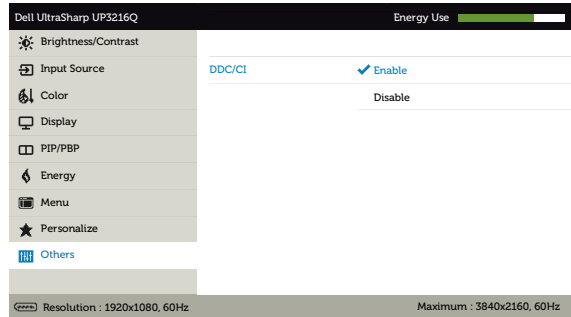 Dell UltraSharp UP3216Q Energy Use
Brightness/Contrast
Input Source DDC/CI Enable
Color Disable
Display
PIP/PBP
Energy
Menu
Personalize
Others
Resolution : 1920x1080, 60Hz Maximum : 3840x2160, 60Hz